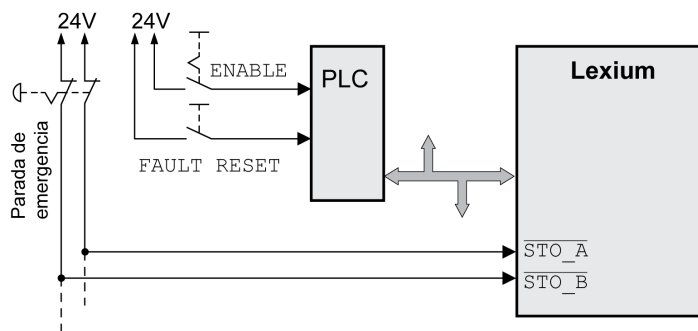 24V 24V
ENABLE
PLC
Lexium
FAULT RESET
Parada de
emergencia
STO_A
STO_B